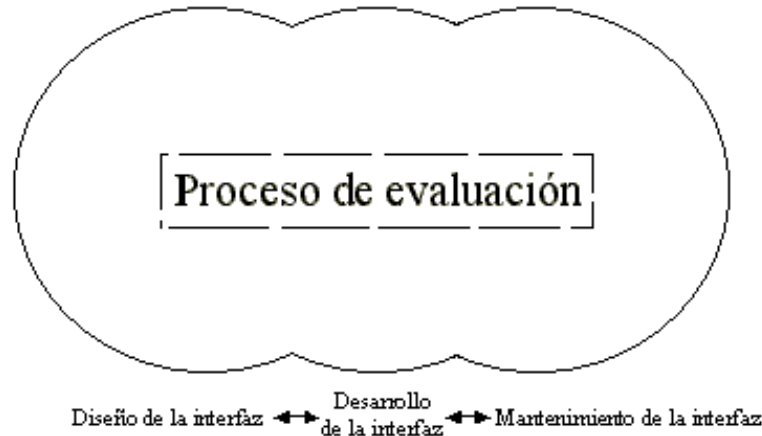 Proceso de evaluación
Diseño de la interfaz
Desarrollo
de la interfaz
Mantenimiento de la interfaz